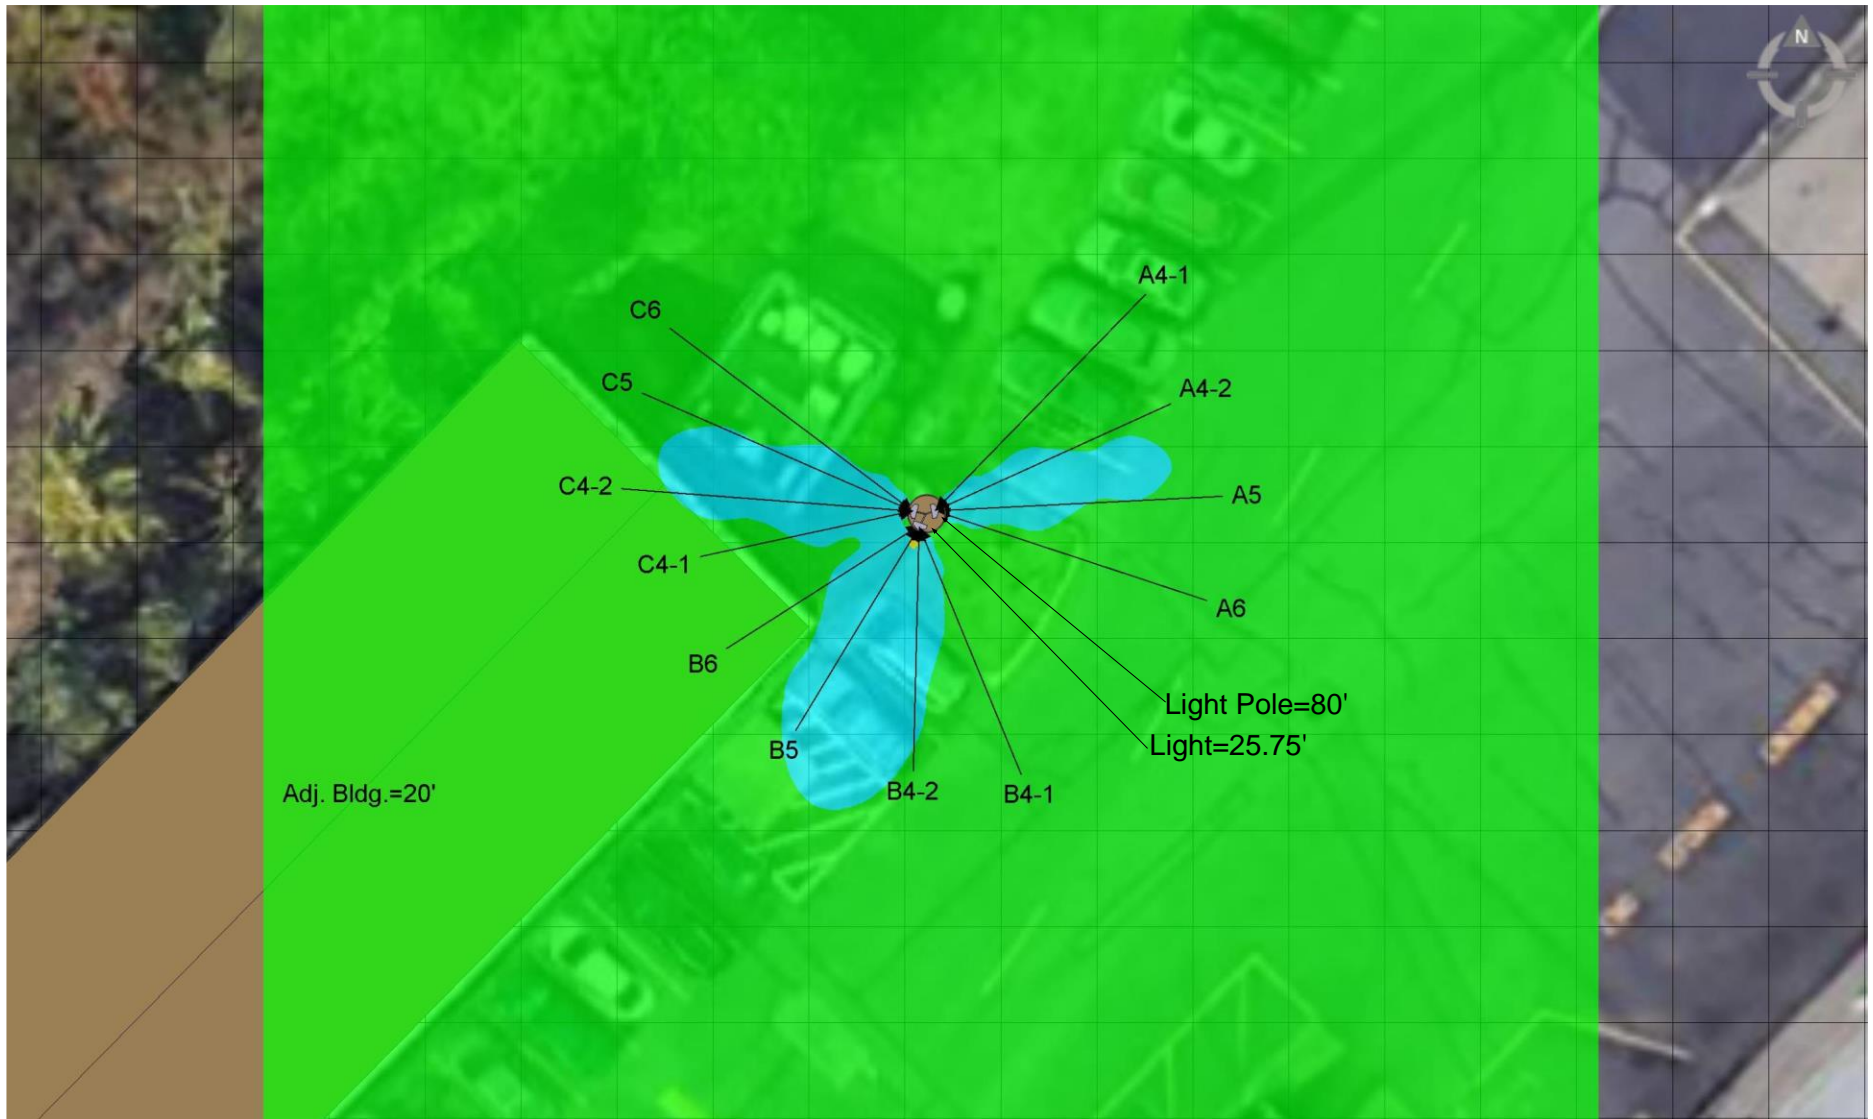 N
A4-1
C6
C5
A4-2
C4-2
A5
C4-1
A6
B6
Light Pole=80'
Light=25.75'
B5
Adj. Bldg.=20'
B4-2
B4-1